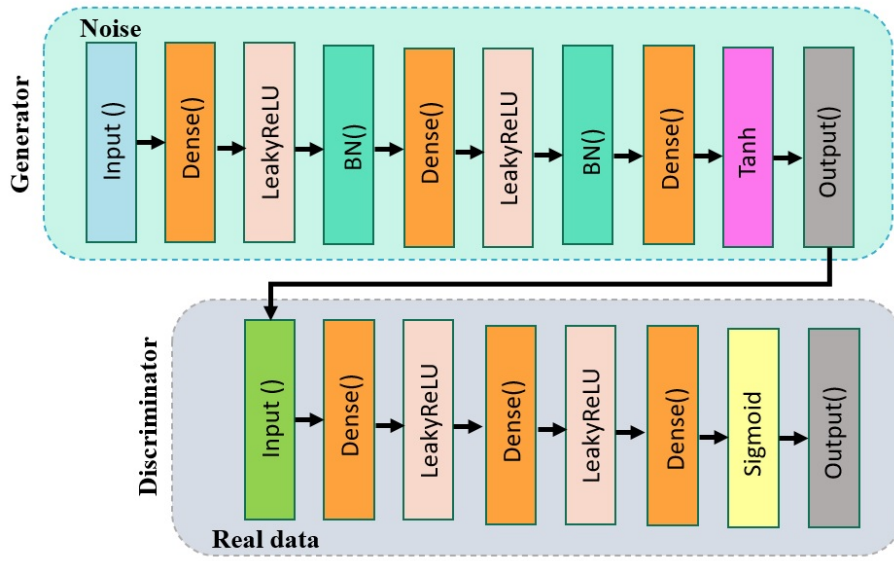 Generator
Noise
Input ()
Dense()
LeakyReLU
BN()
Dense()
LeakyReLU
BN()
Dense()
Tanh
Output()
Discriminator
Input ()
Dense()
LeakyReLU
Dense()
LeakyReLU
Dense()
Sigmoid
Output()
Real data